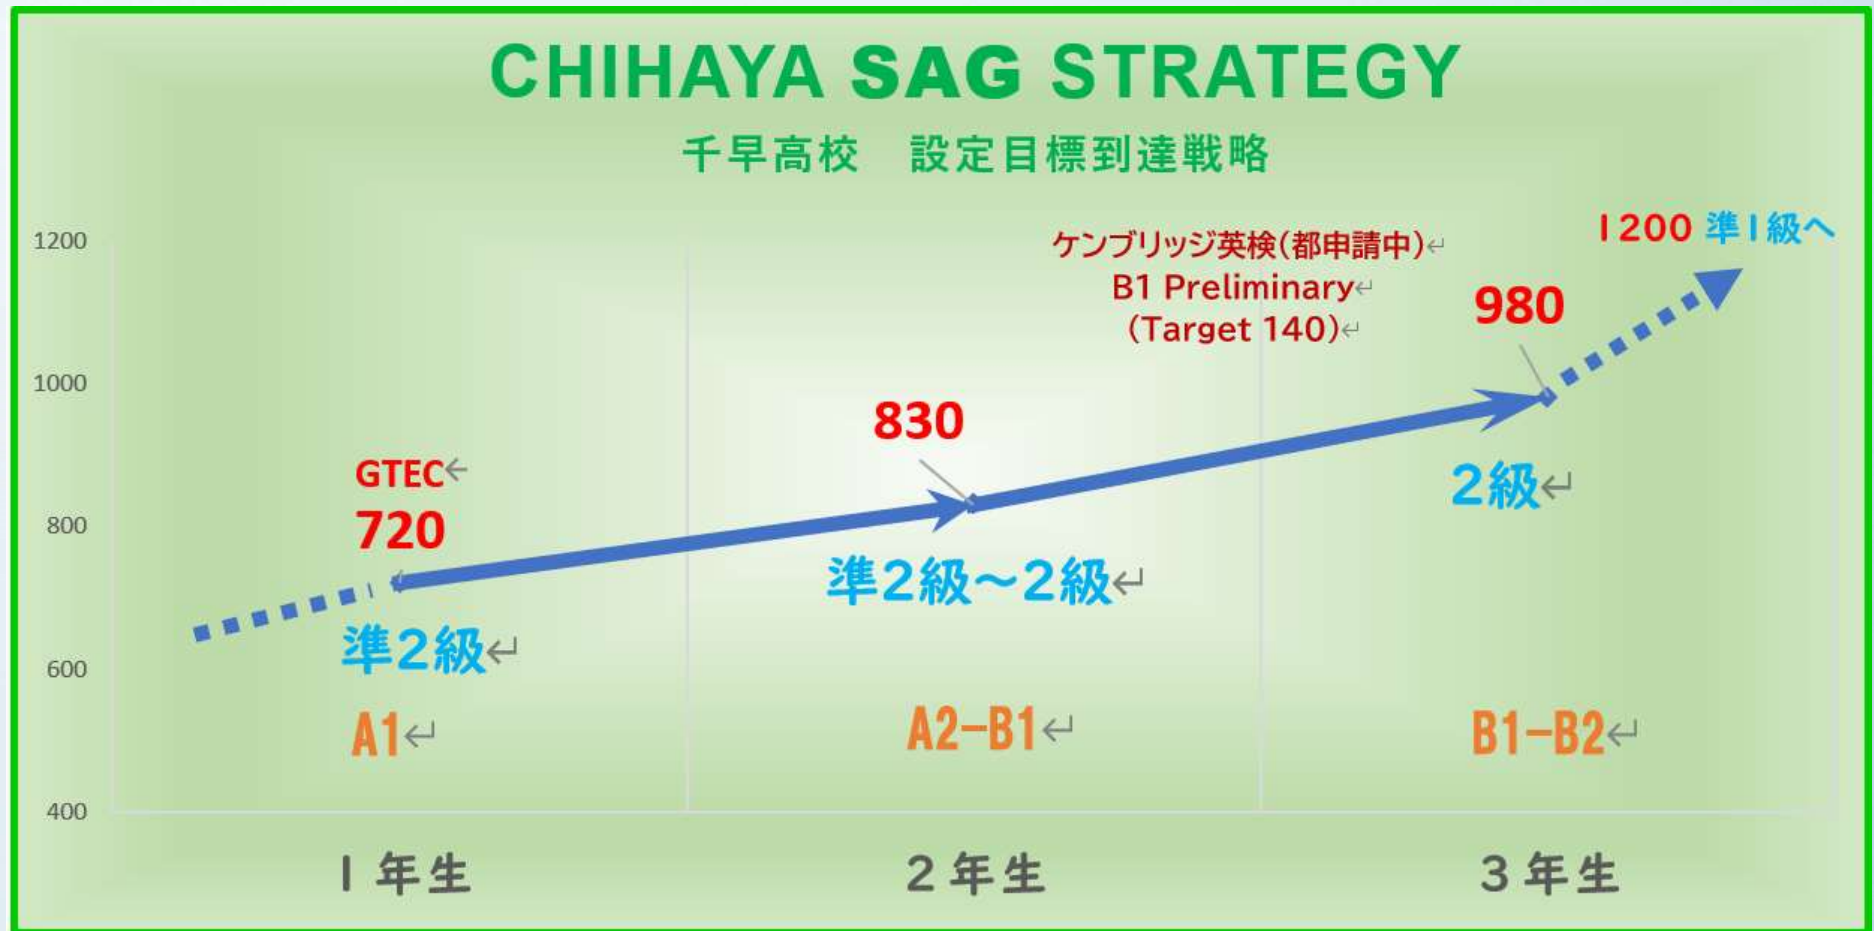 CHIHAYA SAG STRATEGY
千早高校　設定目標到達戦略
1200
1000
800
600
400
GTEC←
720
準2級↵
A1↵
830
準2級～2級↵
A2-B1↵
ケンブリッジ英検(都申請中)↵
B1 Preliminary↵
(Target 140)↵
980
1200 準1級へ
2級↵
B1-B2↵
1年生
2年生
3年生